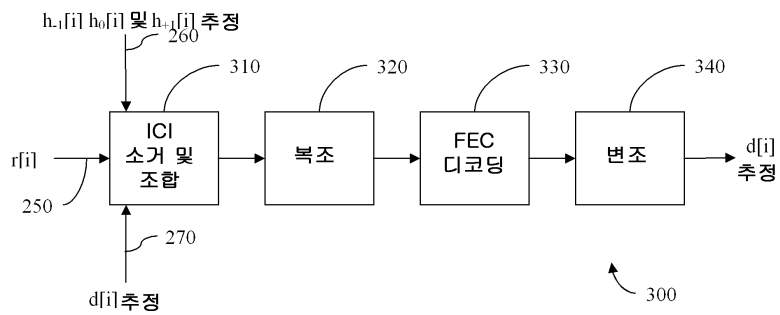 h-1[i] h0[i] 및 h+1[i] 추정
260
310
320
330
340
ICI
소거 및
조합
복조
FEC
디코딩
변조
r[i]
d[i]
추정
250
270
d[i] 추정
300